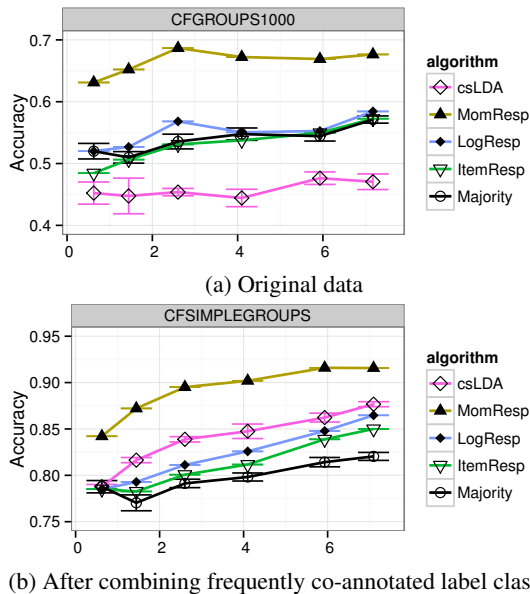 CFGROUPS1000
0.7
0.6
0.5
0.4
Accuracy
0 2 4 6
algorithm
csLDA
MomResp
LogResp
ItemResp
Majority
(a) Original data
CFSIMPLEGROUPS
0.95
0.90
0.85
0.80
0.75
Accuracy
0 2 4 6
algorithm
csLDA
MomResp
LogResp
ItemResp
Majority
(b) After combining frequently co-annotated label clas